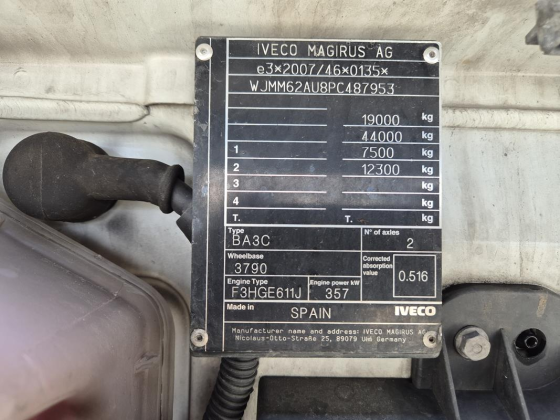 IVECO MAGIRUS AG
e3*2007/46*0135*
WJMM62AU8PC487953
19000 kg
44000 kg
1 7500 kg
2 12300 kg
3 kg
4 kg
T. T. kg
Type
BA3C
N° of axles
2
Wheelbase
3790
Corrected absorption value
0.516
Engine Type
F3HGE611J
Engine power kW
357
Made in
SPAIN
IVECO
Manufacturer name and address: IVECO MAGIRUS AG
Nicolaus-Otto-Straße 25, 89079 Ulm Germany